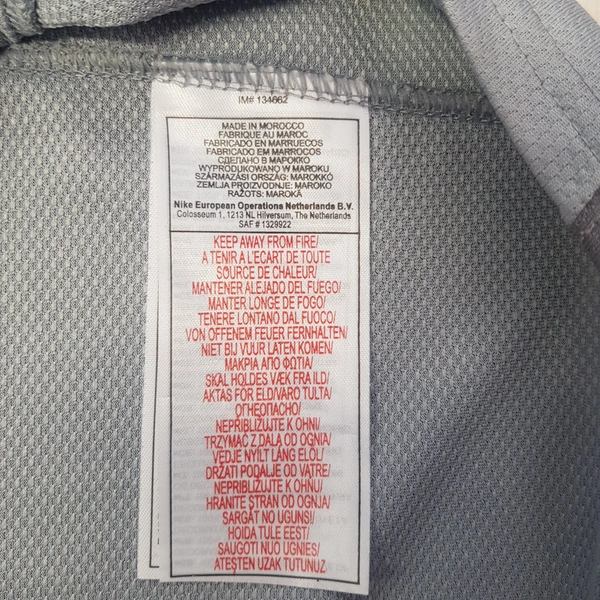 IM# 134662
MADE IN MOROCCO
FABRIQUE AU MAROC
FABRICADO EN MARRUECOS
FABRICADO EM MARROCOS
СДЕЛАНО В МАРОККО
WYPRODUKOWANO W MAROKU
SZÁRMAZÁSI ORSZÁG: MAROKKÓ
ZEMLJA PROIZVODNJE: MAROKO
RAŽOTS: MAROKĀ
Nike European Operations Netherlands B.V.
Colosseum 1, 1213 NL Hilversum, The Netherlands
SAF # 1329922
KEEP AWAY FROM FIRE/
A TENIR A L'ECART DE TOUTE
SOURCE DE CHALEUR/
MANTENER ALEJADO DEL FUEGO/
MANTER LONGE DE FOGO/
TENERE LONTANO DAL FUOCO/
VON OFFENEM FEUER FERNHALTEN/
NIET BIJ VUUR LATEN KOMEN/
ΜΑΚΡΙΑ ΑΠΟ ΦΩΤΙΑ/
SKAL HOLDES VÆK FRA ILD/
AKTAS FÖR ELD/VARO TULTA/
ОГНЕОПАСНО/
NEPŘIBLIŽUJTE K OHNI/
TRZYMAĆ Z DALA OD OGNIA/
VÉDJE NYÍLT LÁNG ELŐL/
DRŽATI PODALJE OD VATRE/
NEPRIBLIŽUJTE K OHŇU/
HRANITE STRAN OD OGNJA/
SARGĀT NO UGUNS/
HOIDA TULE EEST/
SAUGOTI NUO UGNIES/
ATEŞTEN UZAK TUTUNUZ